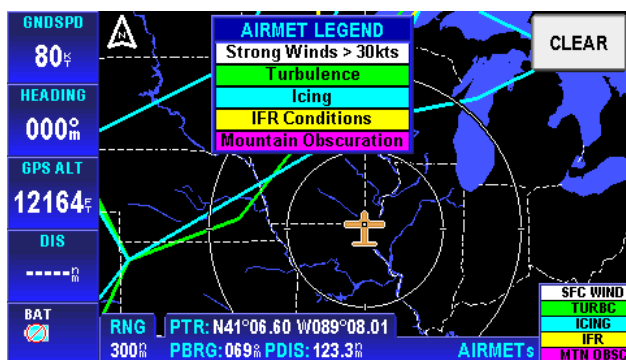 GNDSPD
80KT
HEADING
000°m
GPS ALT
12164FT
DIS
-----nm
BAT
AIRMET LEGEND
Strong Winds > 30kts
Turbulence
Icing
IFR Conditions
Mountain Obscuration
CLEAR
SFC WIND
TURBC
ICING
IFR
MTN OBSC
RNG
300nm
PTR: N41°06.60 W089°08.01
PBRG: 069°m PDIS: 123.3nm
AIRMETs